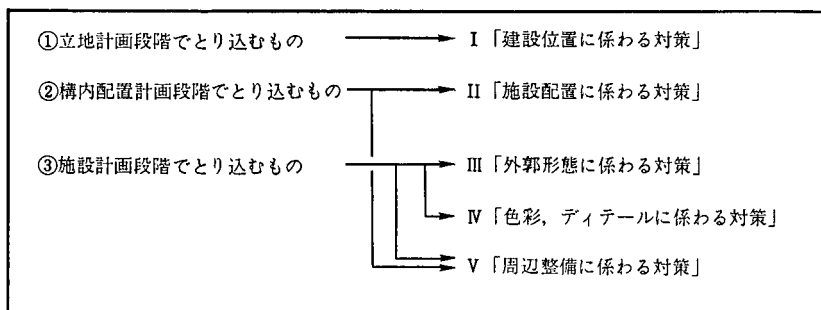 ①立地計画段階でとり込むもの Ⅰ「建設位置に係わる対策」
②構内配置計画段階でとり込むもの Ⅱ「施設配置に係わる対策」
③施設計画段階でとり込むもの Ⅲ「外郭形態に係わる対策」
Ⅳ「色彩，ディテールに係わる対策」
Ⅴ「周辺整備に係わる対策」